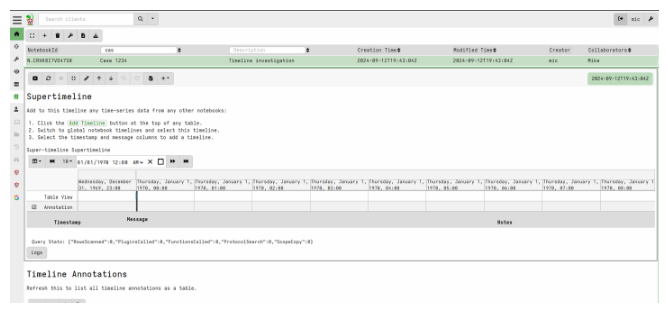 Search clients
mic
NotebookId cas Description Creation Time Modified Time Creator Collaborators
Case 1234 Timeline investigation 2024-09-12T19:43:04Z 2024-09-12T19:43:04Z mic Mike
2024-09-12T19:43:04Z
Supertimeline
Add to this timeline any time-series data from any other notebooks:
1. Click the Add Timeline button at the top of any table.
2. Switch to global notebook timelines and select this timeline.
3. Select the timestamp and message columns to add a timeline.
Super-timeline Supertimeline
10 01/01/1970 12:00 AM
Wednesday, December 31, 1969, 23:00 Thursday, January 1, 1970, 00:00 Thursday, January 1, 1970, 01:00 Thursday, January 1, 1970, 02:00 Thursday, January 1, 1970, 03:00 Thursday, January 1, 1970, 04:00 Thursday, January 1, 1970, 05:00 Thursday, January 1, 1970, 06:00 Thursday, January 1, 1970, 07:00 Thursday, January 1, 1970, 08:00
Table View
Annotation
Timestamp Message Notes
Query Stats: {"RowsScanned":0,"PluginsCalled":0,"FunctionsCalled":0,"ProtocolSearch":0,"ScopeCopy":0}
Logs
Timeline Annotations
Refresh this to list all timeline annotations as a table.